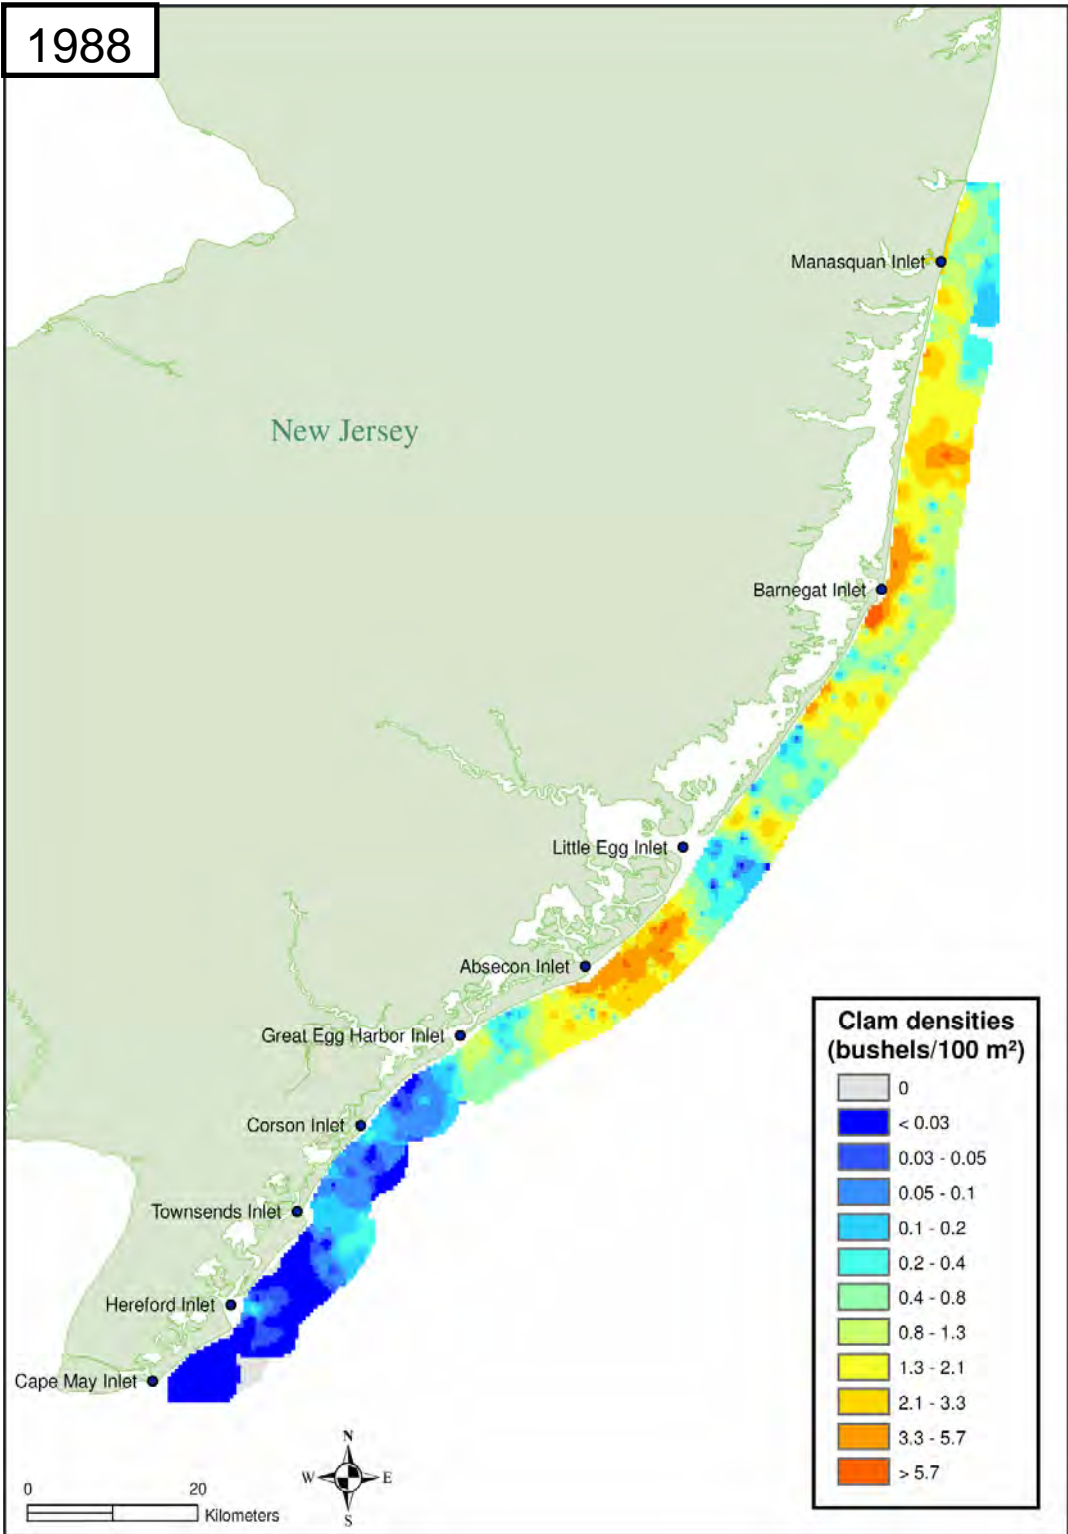 1988
Manasquan Inlet
New Jersey
Barnegat Inlet
Little Egg Inlet
Absecon Inlet
Great Egg Harbor Inlet
Corson Inlet
Townsends Inlet
Hereford Inlet
Cape May Inlet
Clam densities
(bushels/100 m²)
0
< 0.03
0.03 - 0.05
0.05 - 0.1
0.1 - 0.2
0.2 - 0.4
0.4 - 0.8
0.8 - 1.3
1.3 - 2.1
2.1 - 3.3
3.3 - 5.7
> 5.7
N
W E
S
0 20
Kilometers